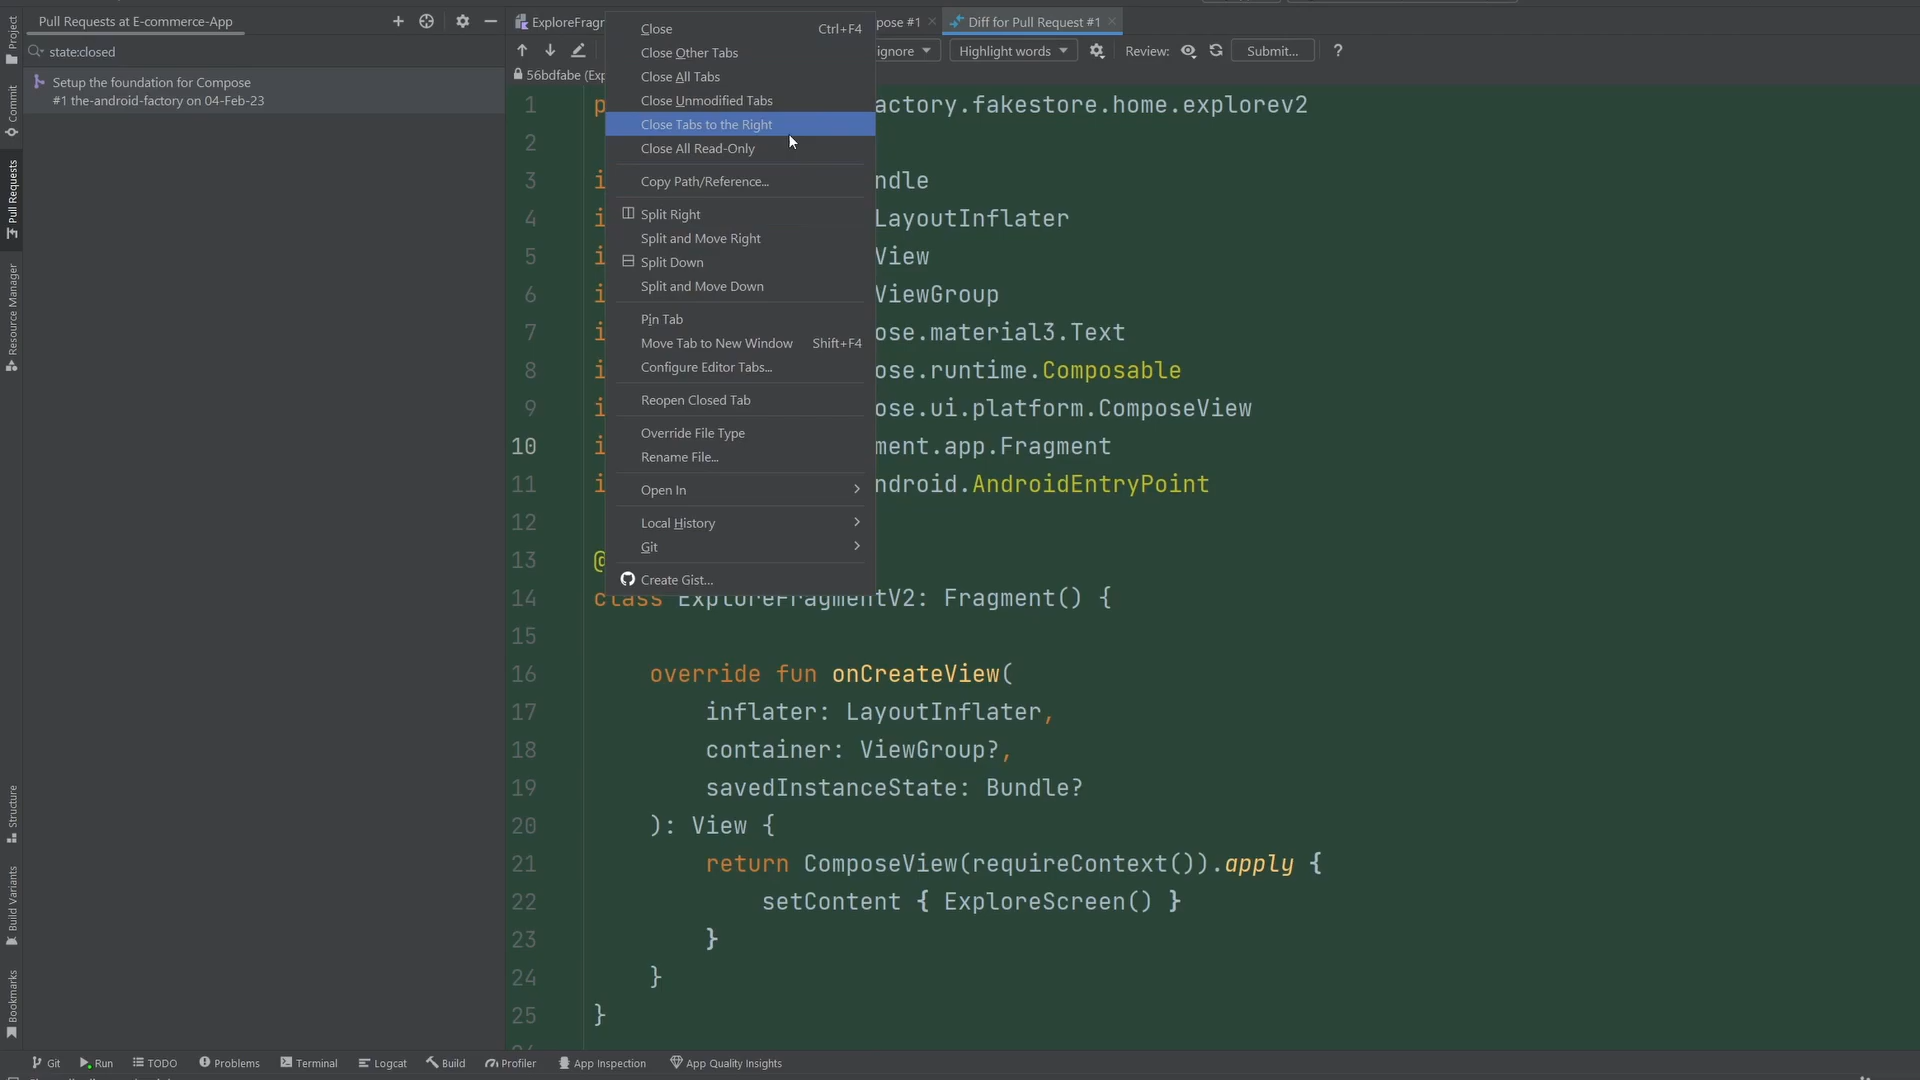 Pull Requests at E-commerce-App
state:closed
Setup the foundation for Compose
#1 the-android-factory on 04-Feb-23
Project
Commit
Pull Requests
Resource Manager
Structure
Build Variants
Bookmarks
ExploreFragr
pose #1
Diff for Pull Request #1
ignore
Highlight words
Review:
Submit...
?
56bdfabe (Exp
Close Ctrl+F4
Close Other Tabs
Close All Tabs
Close Unmodified Tabs
Close Tabs to the Right
Close All Read-Only
Copy Path/Reference...
Split Right
Split and Move Right
Split Down
Split and Move Down
Pin Tab
Move Tab to New Window Shift+F4
Configure Editor Tabs...
Reopen Closed Tab
Override File Type
Rename File...
Open In
Local History
Git
Create Gist...
1 p actory.fakestore.home.explorev2
2
3 i ndle
4 i LayoutInflater
5 i View
6 i ViewGroup
7 i ose.material3.Text
8 i ose.runtime.Composable
9 i ose.ui.platform.ComposeView
10 i ment.app.Fragment
11 i ndroid.AndroidEntryPoint
12
13 @
14 class ExploreFragmentV2: Fragment() {
15
16 override fun onCreateView(
17 inflater: LayoutInflater,
18 container: ViewGroup?,
19 savedInstanceState: Bundle?
20 ): View {
21 return ComposeView(requireContext()).apply {
22 setContent { ExploreScreen() }
23 }
24 }
25 }
Git Run TODO Problems Terminal Logcat Build Profiler App Inspection App Quality Insights